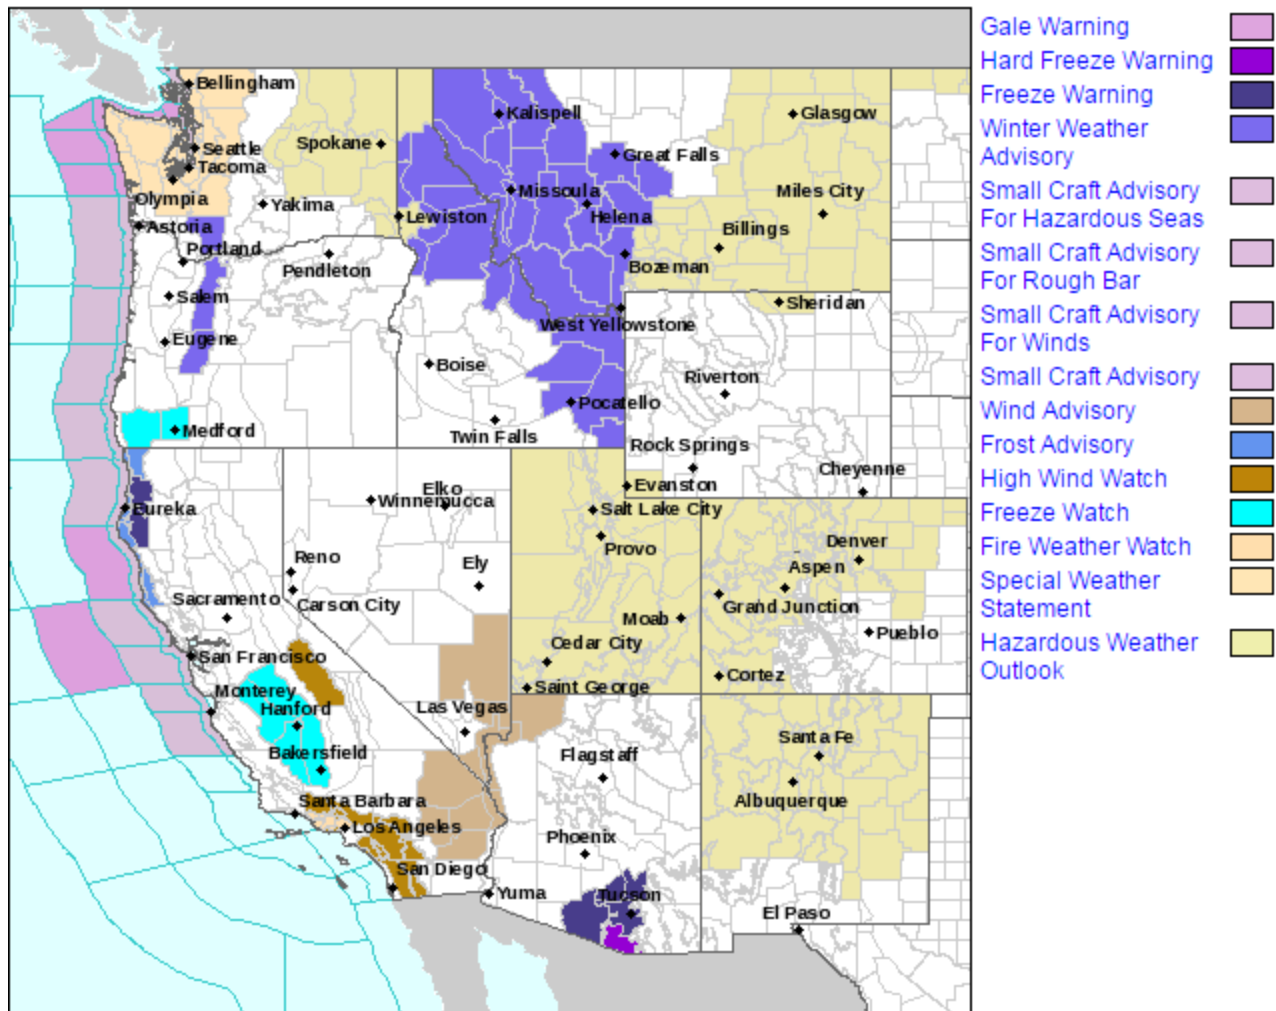 Bellingham
Seattle
Tacoma
Olympia
Spokane
Yakima
Astoria
Portland
Pendleton
Salem
Eugene
Medford
Lewiston
Kalispell
Great Falls
Missoula
Helena
Bozeman
Glasgow
Miles City
Billings
Sheridan
West Yellowstone
Boise
Pocatello
Twin Falls
Riverton
Rock Springs
Cheyenne
Evanston
Eureka
Elko
Winnemucca
Reno
Ely
Carson City
Sacramento
San Francisco
Monterey
Hanford
Bakersfield
Las Vegas
Salt Lake City
Provo
Moab
Cedar City
Saint George
Denver
Aspen
Grand Junction
Pueblo
Cortez
Santa Barbara
Los Angeles
San Diego
Yuma
Flagstaff
Phoenix
Tucson
Santa Fe
Albuquerque
El Paso
Gale Warning
Hard Freeze Warning
Freeze Warning
Winter Weather
Advisory
Small Craft Advisory
For Hazardous Seas
Small Craft Advisory
For Rough Bar
Small Craft Advisory
For Winds
Small Craft Advisory
Wind Advisory
Frost Advisory
High Wind Watch
Freeze Watch
Fire Weather Watch
Special Weather
Statement
Hazardous Weather
Outlook